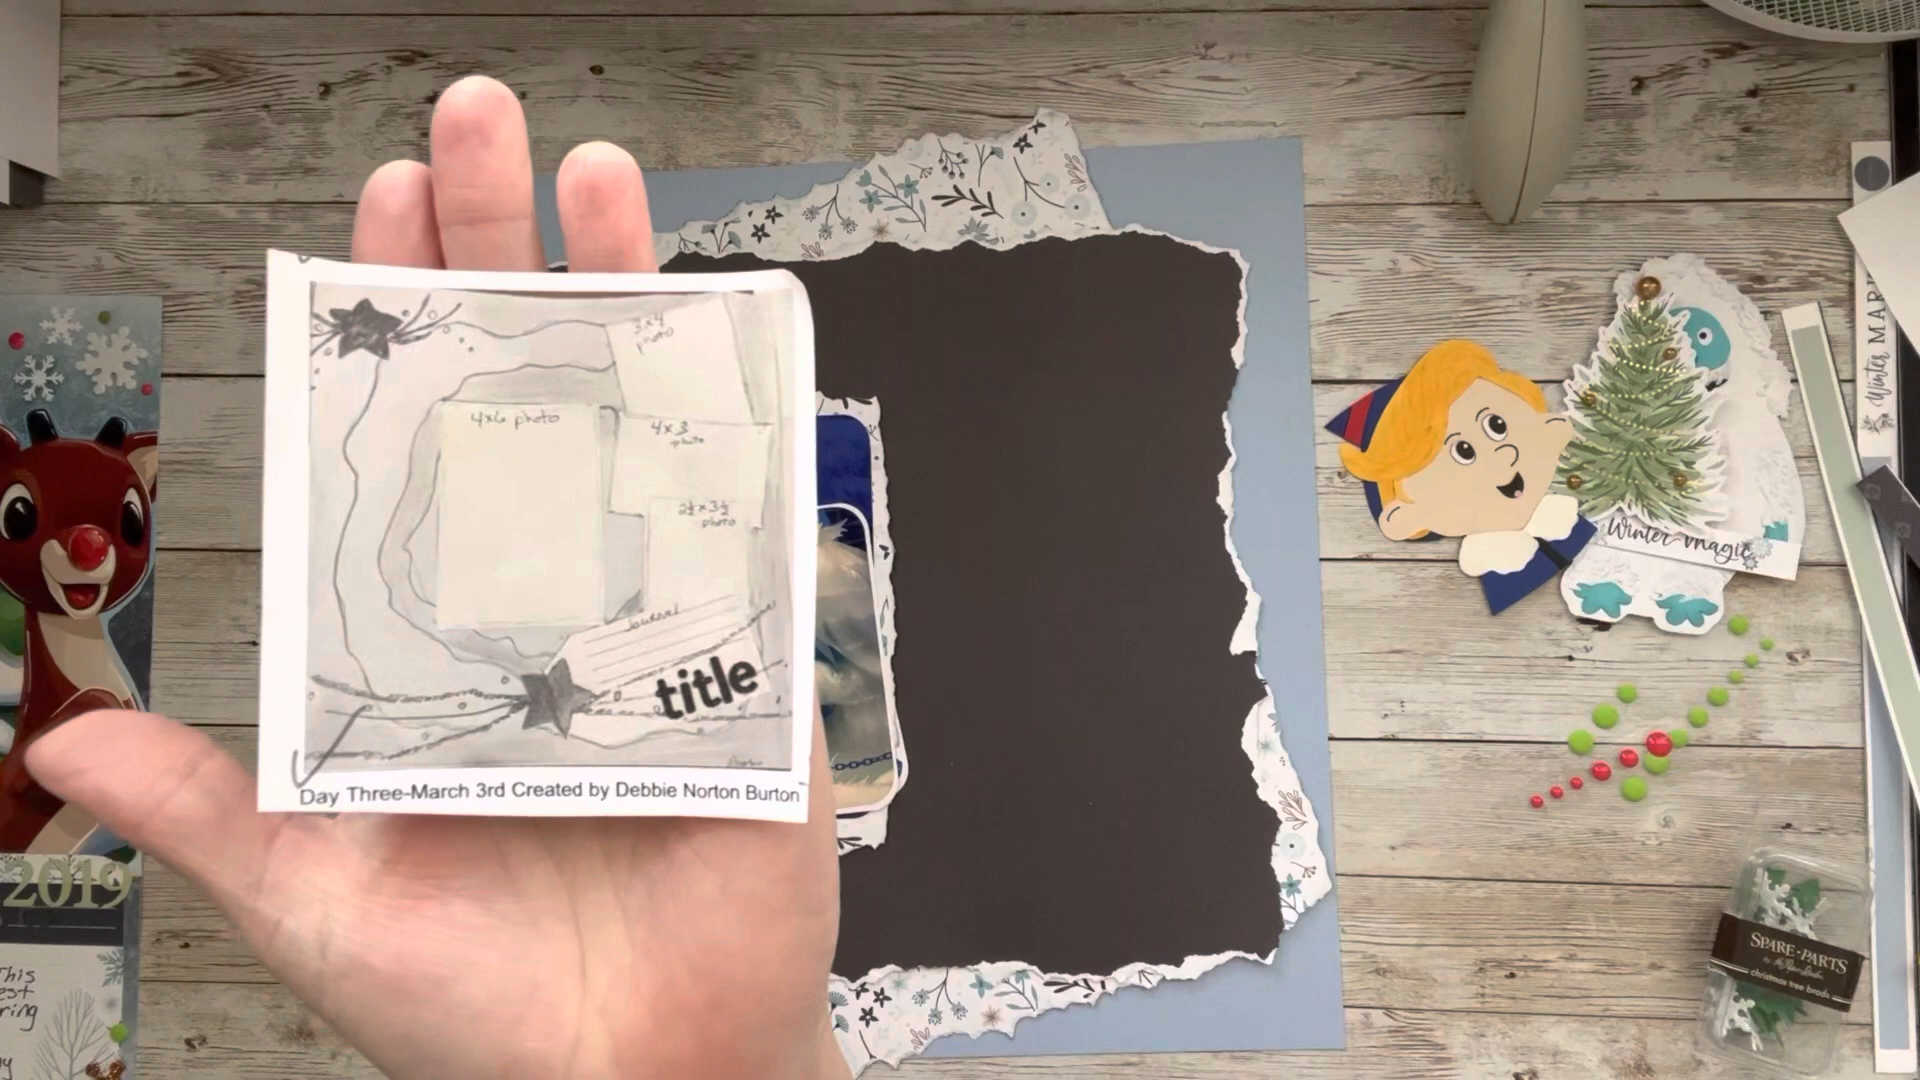 3x4
photo
4x6 photo
4x3
photo
2½x3½
photo
Journal
title
Day Three-March 3rd Created by Debbie Norton Burton
2019
This
est
ring
Winter Magic
Winter MAR
SPARE-PARTS
christmas tree brads